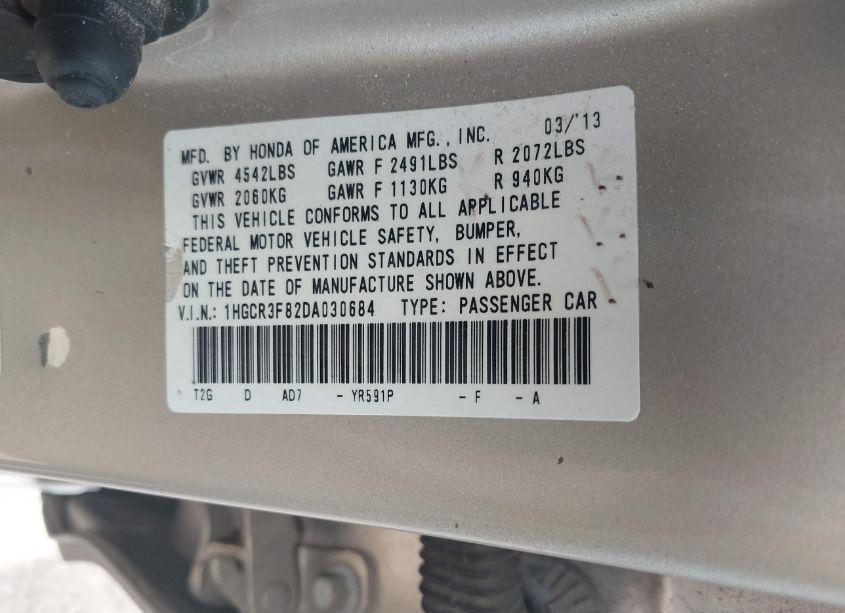 MFD. BY HONDA OF AMERICA MFG., INC. 03/'13
GVWR 4542LBS GAWR F 2491LBS R 2072LBS
GVWR 2060KG GAWR F 1130KG R 940KG
THIS VEHICLE CONFORMS TO ALL APPLICABLE
FEDERAL MOTOR VEHICLE SAFETY, BUMPER,
AND THEFT PREVENTION STANDARDS IN EFFECT
ON THE DATE OF MANUFACTURE SHOWN ABOVE.
V.I.N.: 1HGCR3F82DA030684 TYPE: PASSENGER CAR
T2G D AD7 - YR591P - F - A